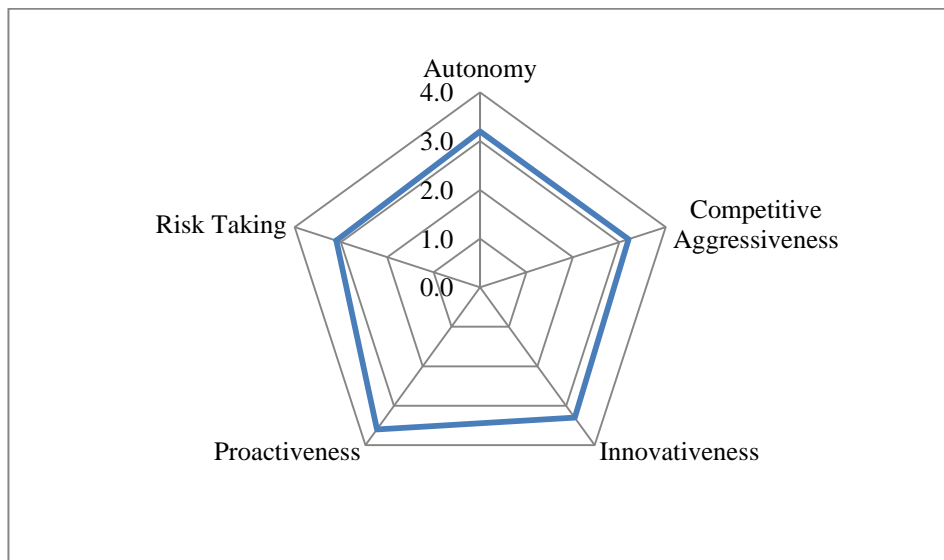 Autonomy
4.0
3.0
2.0
1.0
0.0
Competitive
Aggressiveness
Innovativeness
Proactiveness
Risk Taking